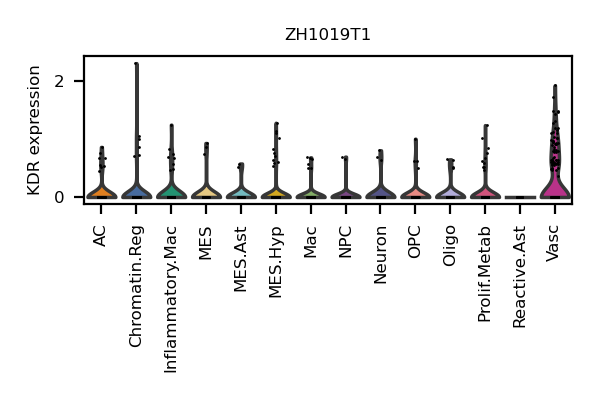 ZH1019T1
KDR expression
2
0
AC
Chromatin.Reg
Inflammatory.Mac
MES
MES.Ast
MES.Hyp
Mac
NPC
Neuron
OPC
Oligo
Prolif.Metab
Reactive.Ast
Vasc